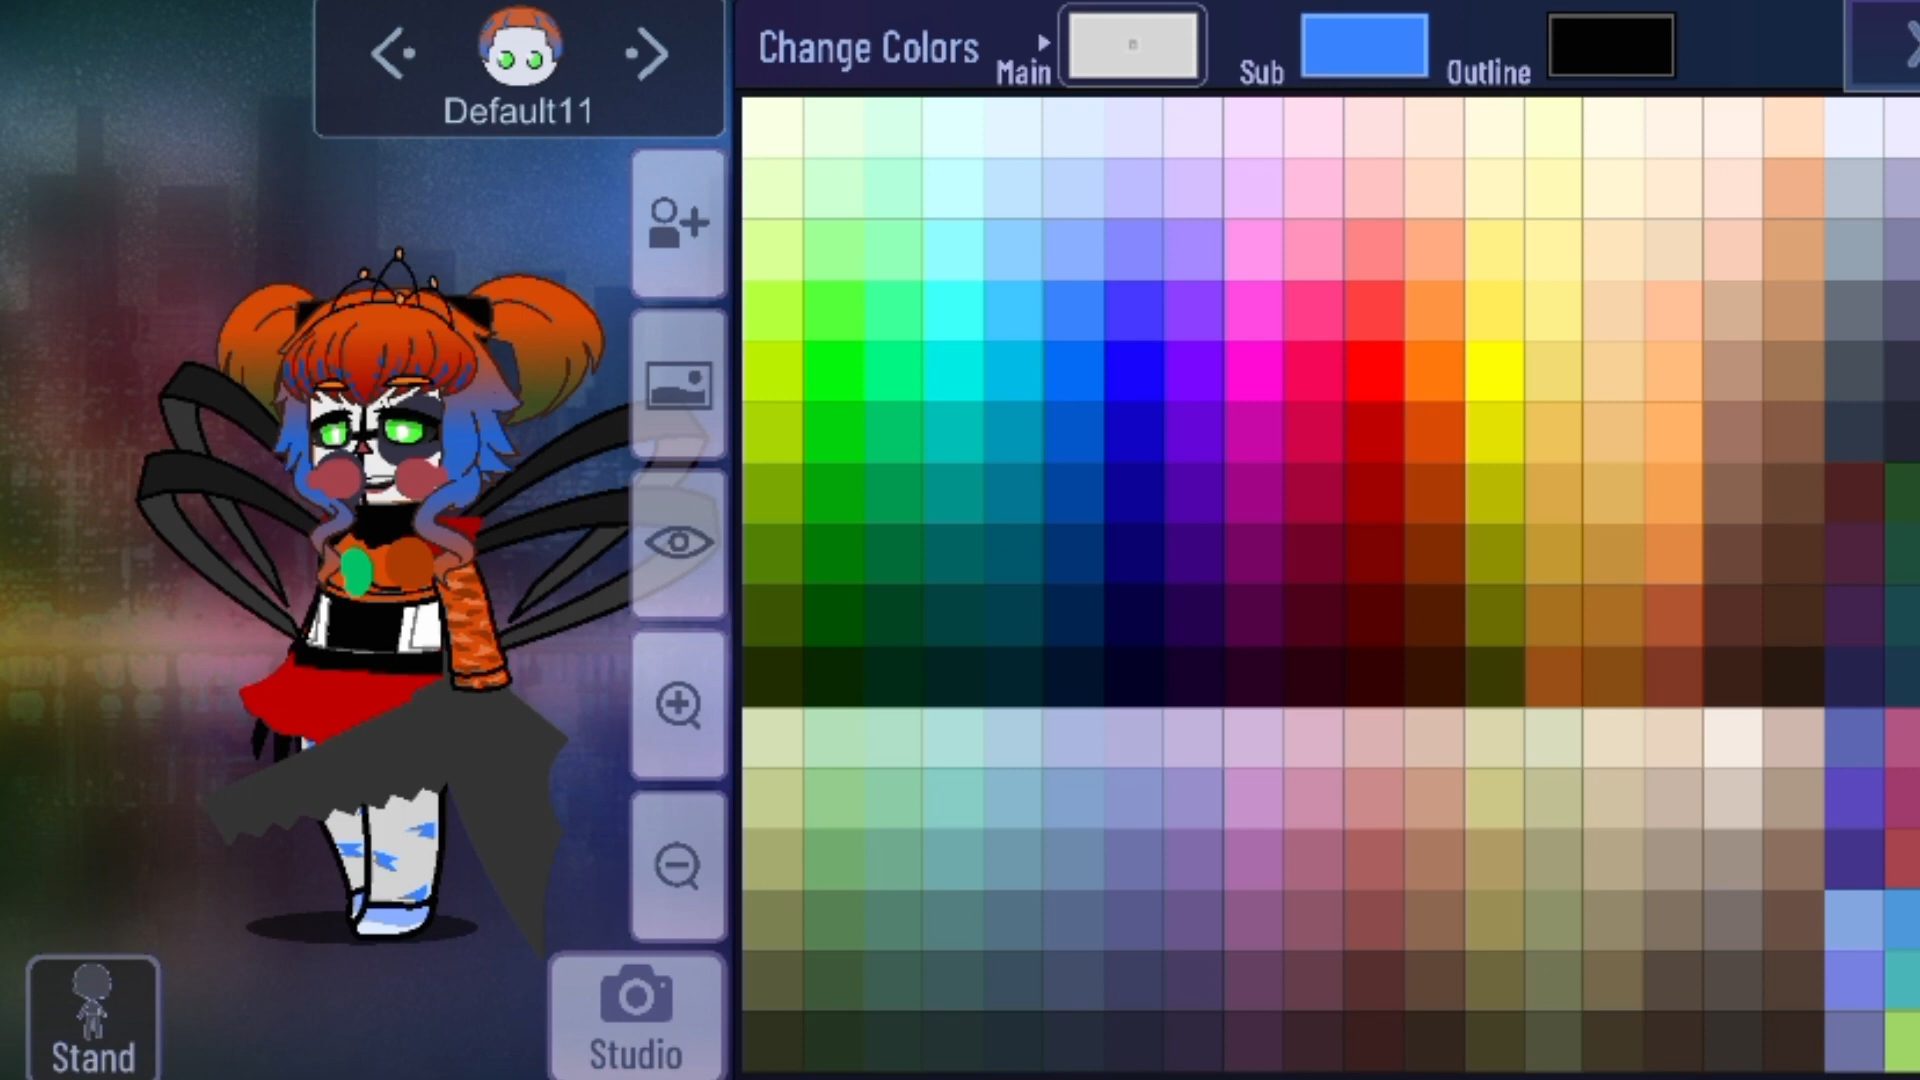 Default11
Change Colors
Main
Sub
Outline
Stand
Studio